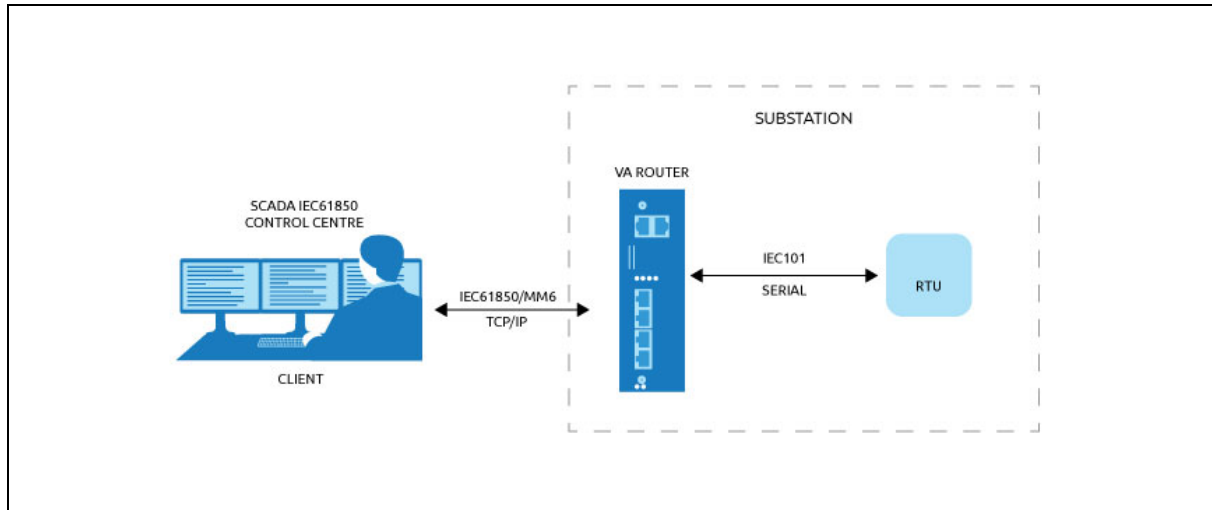 SUBSTATION
VA ROUTER
SCADA IEC61850
CONTROL CENTRE
IEC101
SERIAL
RTU
IEC61850/MM6
TCP/IP
CLIENT